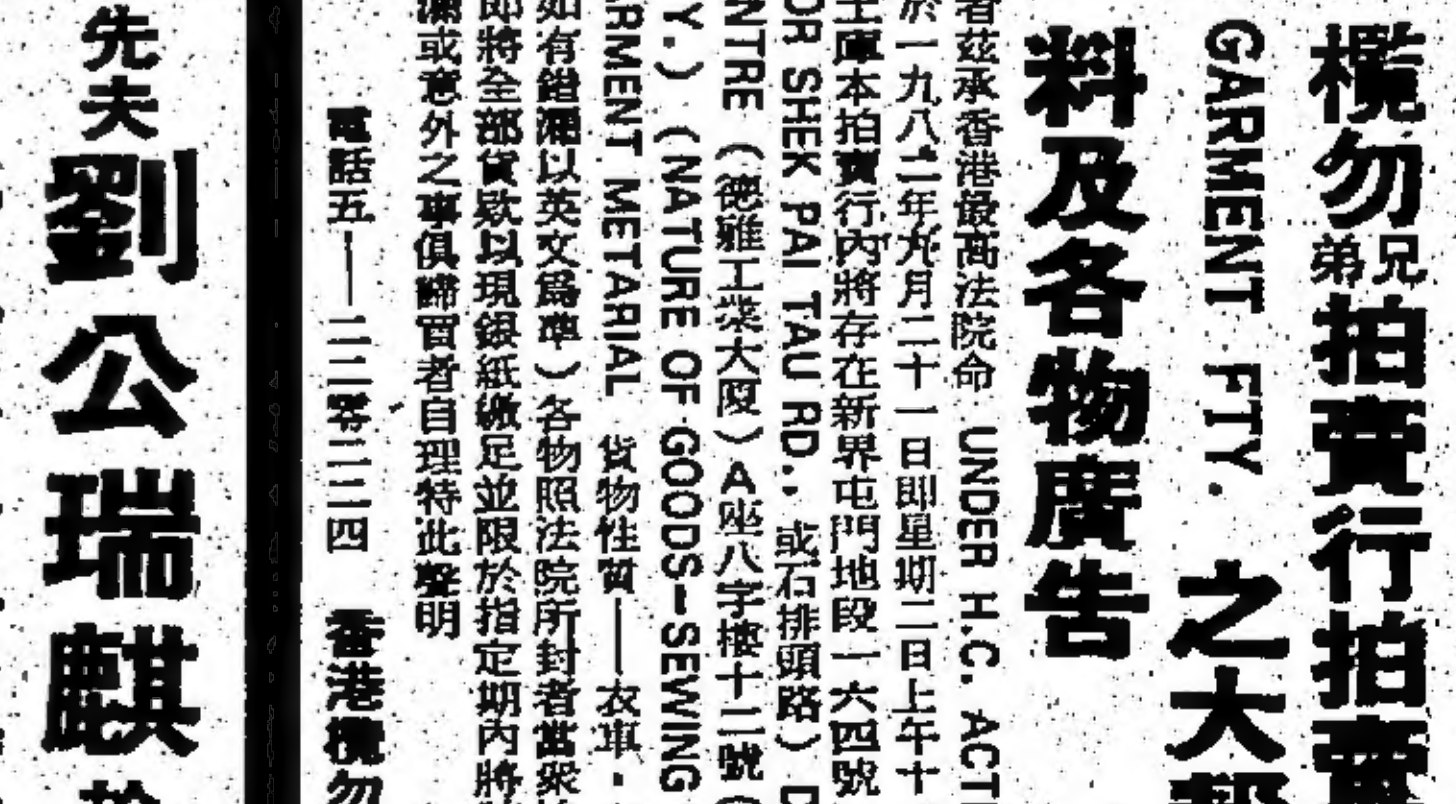 欖勿兄弟拍賣行拍賣
GARMENT FTY. 之大
料及各物廣告
者茲承香港最高法院命 UNDER H.C. ACT
於一九八二年九月二十一日即星期二日上午十
庫本拍賣行內將存在新界屯門地段一六四號
OR SHEK PAI TAU RD., 或石排頭路) D
NTRE (德雅工業大厦) A座八字樓十二號 (
Y.) (NATURE OF GOODS—SEWING
ARMENT METARIAL 貨物性質——衣車.
如有錯漏以英文爲準)各物照法院所封者當衆
即將全部貨欵以現銀紙繳足並限於指定期內將
漏或意外之事俱歸買者自理特此聲明
電話五——二二零二二四 香港欖勿
先夫劉公瑞麒